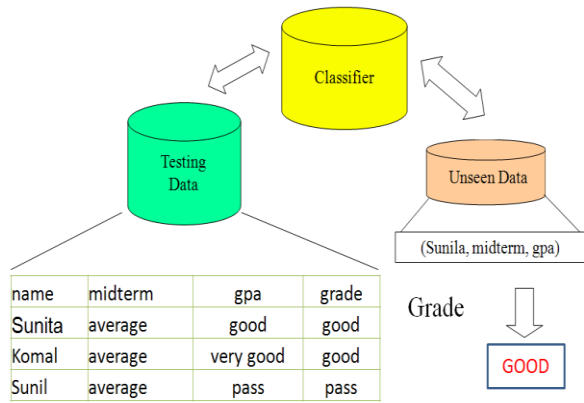 Classifier
Testing
Data
Unseen Data
(Sunila, midterm, gpa)
name midterm gpa grade
Sunita average good good
Komal average very good good
Sunil average pass pass
Grade
GOOD